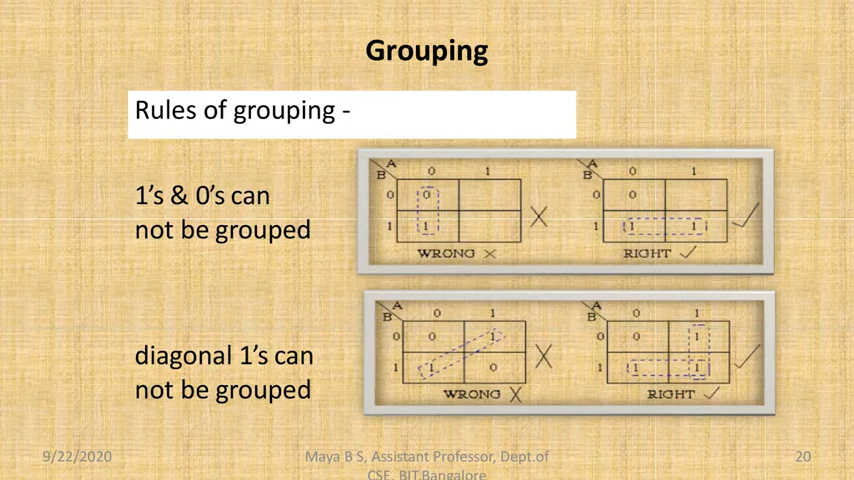 Grouping
Rules of grouping -
1's & 0's can
not be grouped
A
B
0 1
0 0
1 1
WRONG ×
A
B
0 1
0 0
1 1 1
RIGHT ✓
diagonal 1's can
not be grouped
A
B
0 1
0 0 1
1 1 0
WRONG X
A
B
0 1
0 0 1
1 1 1
RIGHT ✓
9/22/2020
Maya B S, Assistant Professor, Dept.of
CSE, BIT,Bangalore
20